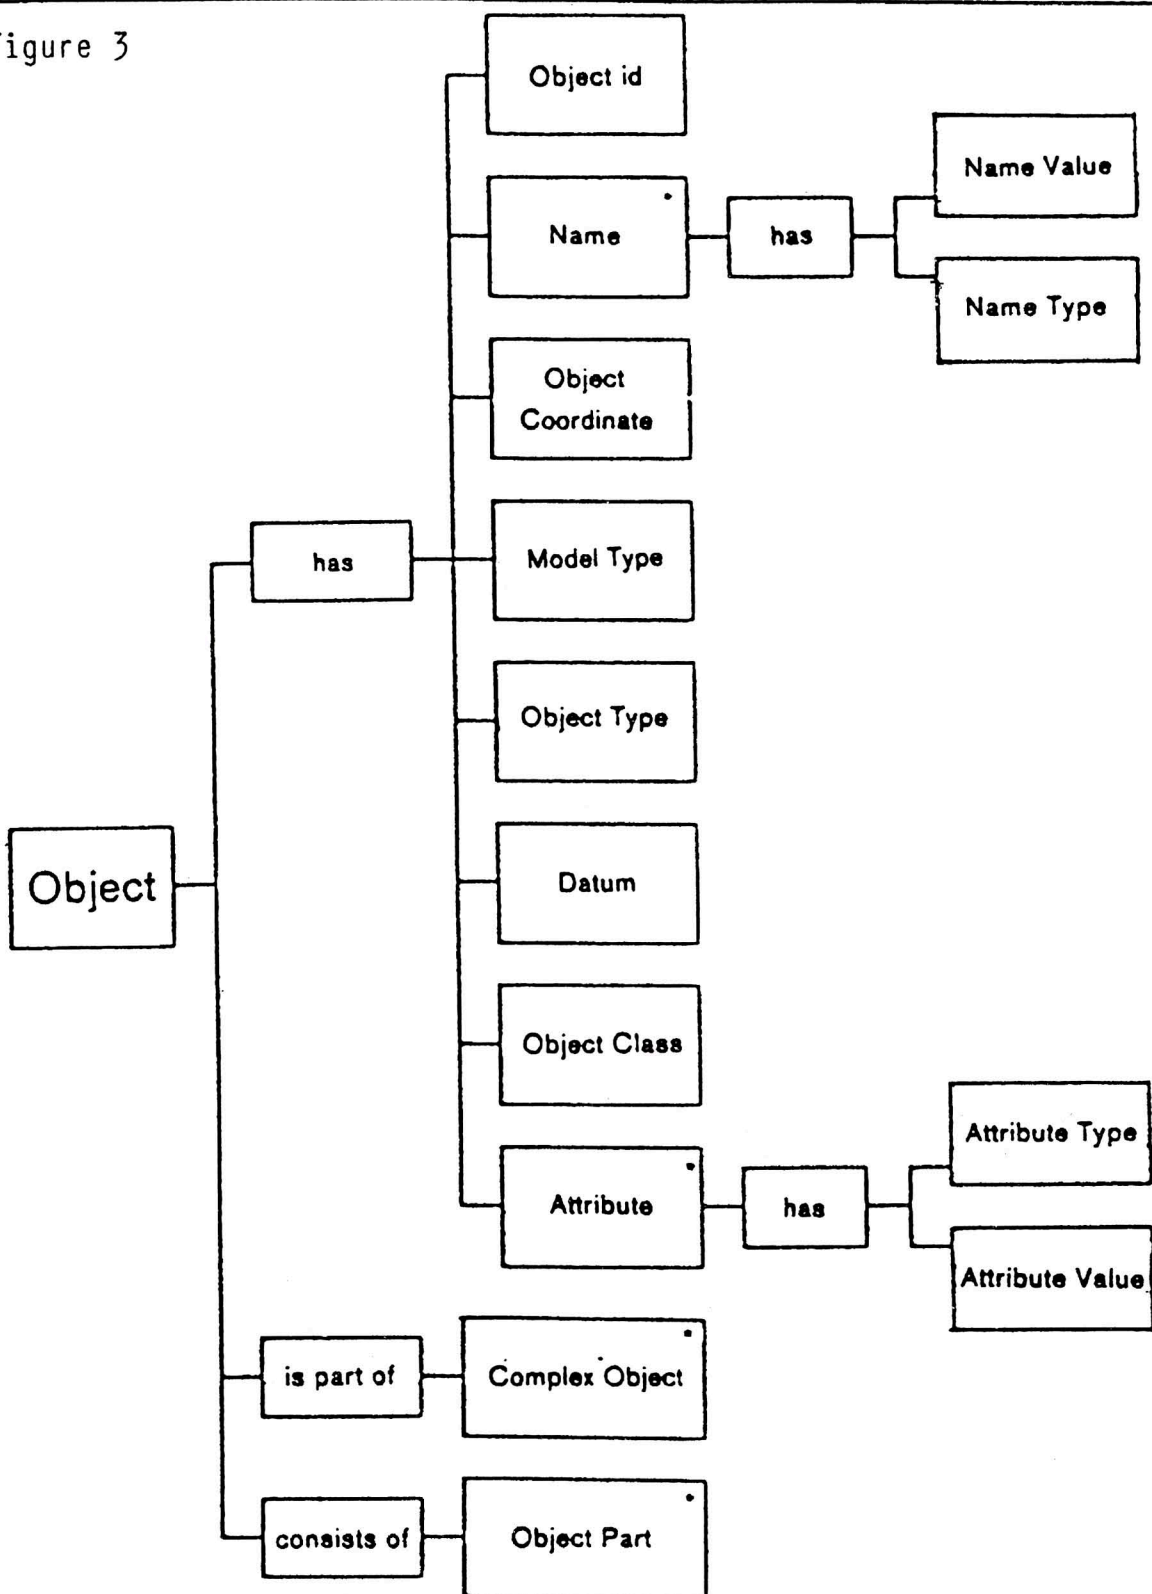 igure 3
Object id
Name Value
Name
has
Name Type
Object
Coordinate
has
Model Type
Object Type
Object
Datum
Object Class
Attribute Type
Attribute
has
Attribute Value
is part of
Complex Object
consists of
Object Part